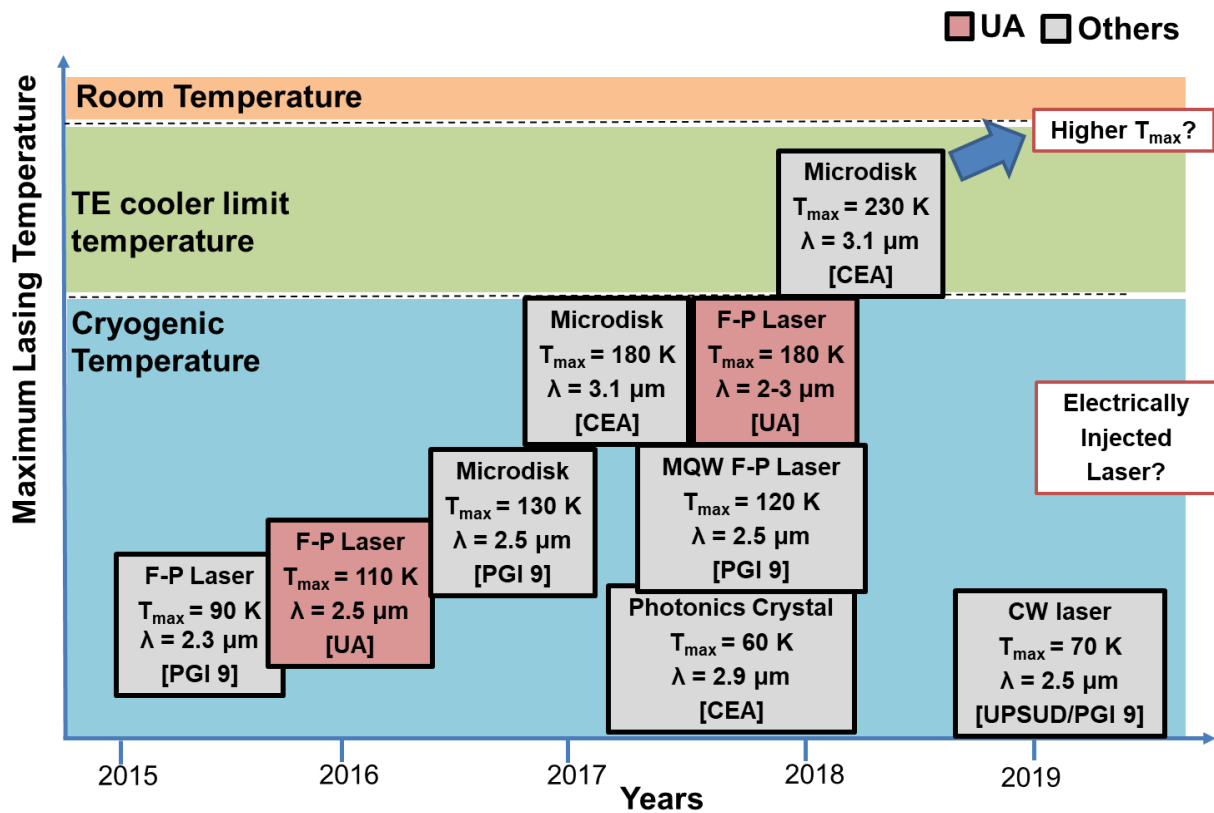 UA Others
Maximum Lasing Temperature
Room Temperature
Higher Tmax?
TE cooler limit
temperature
Microdisk
Tmax = 230 K
λ = 3.1 µm
[CEA]
Cryogenic
Temperature
Microdisk
Tmax = 180 K
λ = 3.1 µm
[CEA]
F-P Laser
Tmax = 180 K
λ = 2-3 µm
[UA]
Electrically
Injected
Laser?
Microdisk
Tmax = 130 K
λ = 2.5 µm
[PGI 9]
MQW F-P Laser
Tmax = 120 K
λ = 2.5 µm
[PGI 9]
F-P Laser
Tmax = 110 K
λ = 2.5 µm
[UA]
F-P Laser
Tmax = 90 K
λ = 2.3 µm
[PGI 9]
Photonics Crystal
Tmax = 60 K
λ = 2.9 µm
[CEA]
CW laser
Tmax = 70 K
λ = 2.5 µm
[UPSUD/PGI 9]
2015 2016 2017 2018 2019
Years